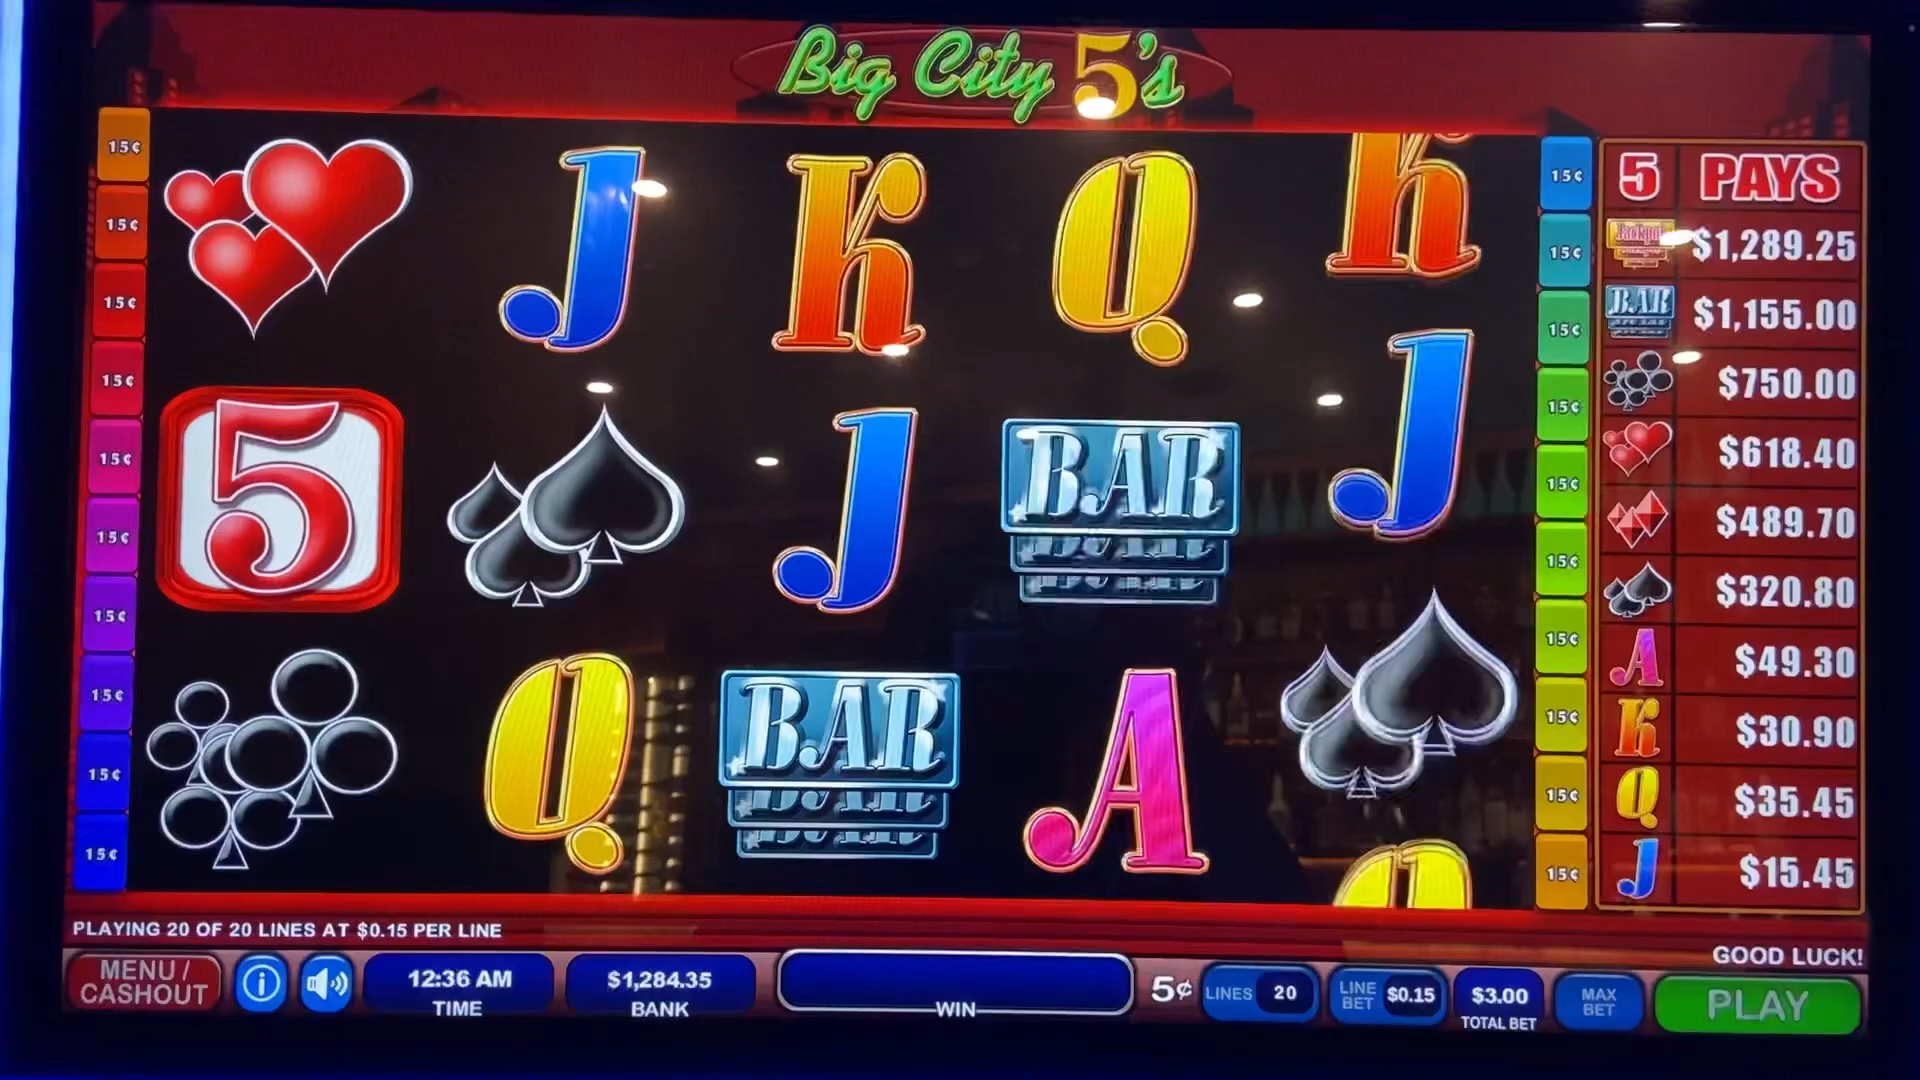 Big City 5's
15¢ J K Q K 15¢ 5 PAYS
15¢ 15¢ Jackpot $1,289.25
15¢ 15¢ BAR $1,155.00
15¢ 5 J BAR J 15¢ $750.00
15¢ 15¢ $618.40
15¢ 15¢ $489.70
15¢ Q BAR A 15¢ $320.80
15¢ 15¢ A $49.30
15¢ 15¢ K $30.90
15¢ Q 15¢ Q $35.45
J $15.45
PLAYING 20 OF 20 LINES AT $0.15 PER LINE
GOOD LUCK!
MENU / CASHOUT
12:36 AM
TIME
$1,284.35
BANK
WIN
5¢
LINES 20
LINE BET $0.15
$3.00
TOTAL BET
MAX BET
PLAY